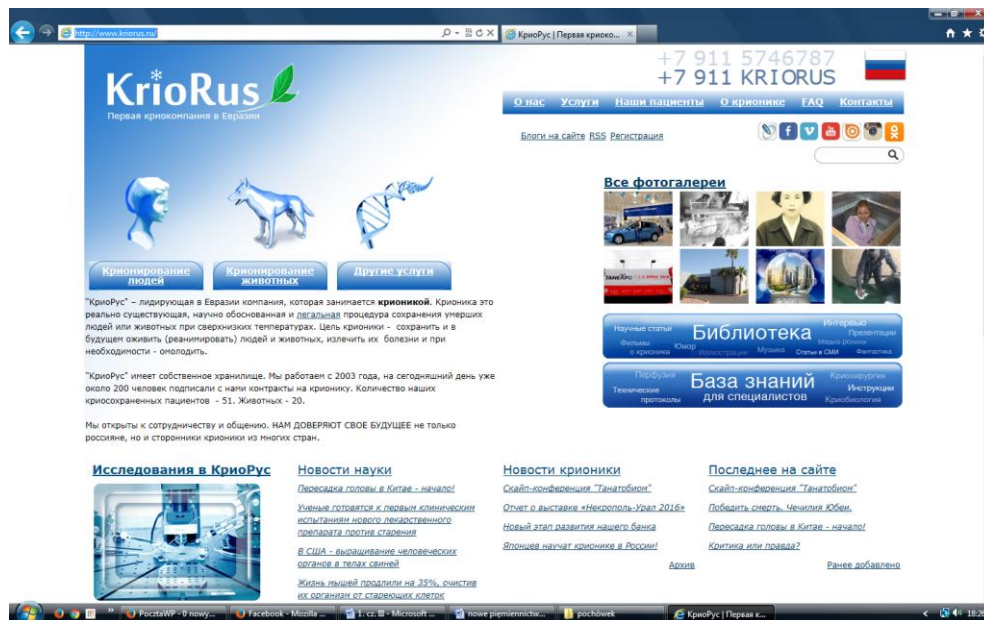 http://www.kriorus.ru/
КриоРус | Первая криоко...
+7 911 5746787
+7 911 KRIORUS
KrioRus
Первая криокомпания в Евразии
О нас Услуги Наши пациенты О крионике FAQ Контакты
Блоги на сайте RSS Регистрация
Все фотогалереи
Крионирование людей
Крионирование животных
Другие услуги
"КриоРус" – лидирующая в Евразии компания, которая занимается крионикой. Крионика это
реально существующая, научно обоснованная и легальная процедура сохранения умерших
людей или животных при сверхнизких температурах. Цель крионики - сохранить и в
будущем оживить (реанимировать) людей и животных, излечить их болезни и при
необходимости - омолодить.
"КриоРус" имеет собственное хранилище. Мы работаем с 2003 года, на сегодняшний день уже
около 200 человек подписали с нами контракты на крионику. Количество наших
криосохраненных пациентов - 51. Животных - 20.
Мы открыты к сотрудничеству и общению. НАМ ДОВЕРЯЮТ СВОЕ БУДУЩЕЕ не только
россияне, но и сторонники крионики из многих стран.
Научные статьи Библиотека Интервью
Презентации
Фильмы Юмор Иллюстрации Музыка Статьи в СМИ Фантастика
о крионике
Перфузия База знаний Криохирургия
Технические Инструкции
протоколы для специалистов Криобиология
Исследования в КриоРус
Новости науки
Пересадка головы в Китае - начало!
Ученые готовятся к первым клиническим
испытаниям нового лекарственного
препарата против старения
В США - выращивание человеческих
органов в телах свиней
Жизнь мышей продлили на 35%, очистив
их организм от стареющих клеток
Новости крионики
Скайп-конференция "Танатобион"
Отчет о выставке «Некрополь-Урал 2016»
Новый этап развития нашего банка
Японцев научат крионике в России!
Архив
Последнее на сайте
Скайп-конференция "Танатобион"
Победить смерть. Чечилия Юбеи.
Пересадка головы в Китае - начало!
Критика или правда?
Ранее добавлено
PocztaWP - 0 nowy...
Facebook - Mozilla ...
1. cz. III - Microsoft ...
nowe piemiennictw...
pochówek
КриоРус | Первая к...
18:26